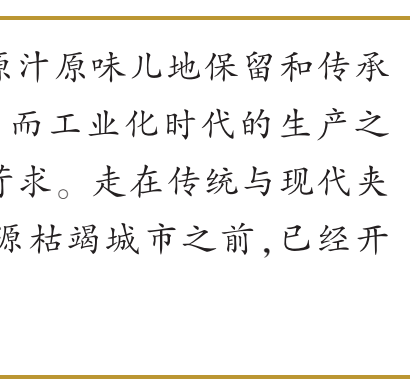 原汁原味儿地保留和传承
而工业化时代的生产之
苛求。走在传统与现代夹
源枯竭城市之前,已经开